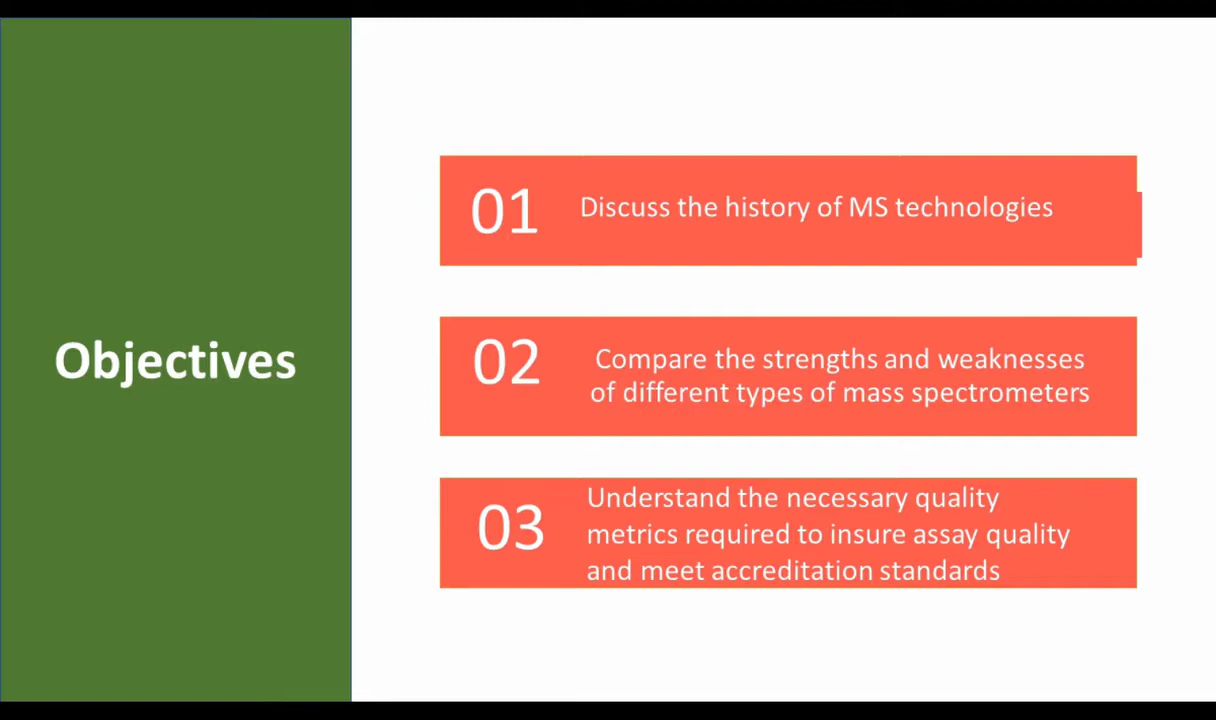 Objectives
01
Discuss the history of MS technologies
02
Compare the strengths and weaknesses
of different types of mass spectrometers
03
Understand the necessary quality
metrics required to insure assay quality
and meet accreditation standards